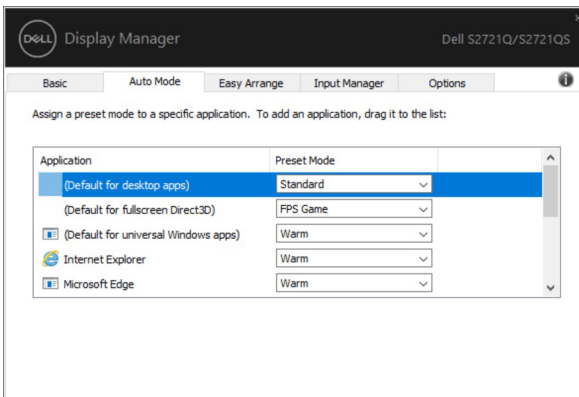 DELL Display Manager
Dell S2721Q/S2721QS
Basic Auto Mode Easy Arrange Input Manager Options
Assign a preset mode to a specific application. To add an application, drag it to the list:
Application Preset Mode
(Default for desktop apps) Standard
(Default for fullscreen Direct3D) FPS Game
(Default for universal Windows apps) Warm
Internet Explorer Warm
Microsoft Edge Warm